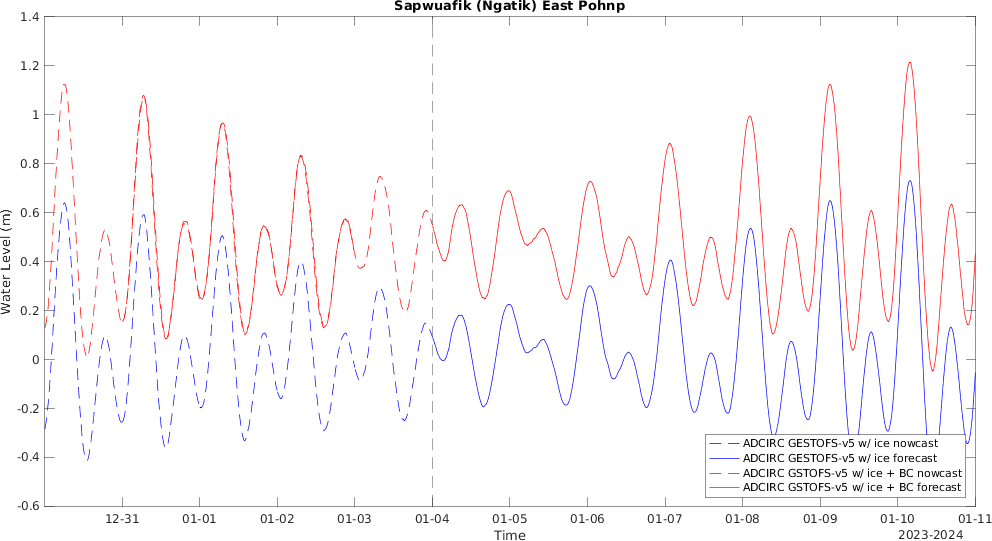 Sapwuafik (Ngatik) East Pohnp
1.4
1.2
1
0.8
0.6
0.4
0.2
0
-0.2
-0.4
-0.6
Water Level (m)
ADCIRC GESTOFS-v5 w/ ice nowcast
ADCIRC GESTOFS-v5 w/ ice forecast
ADCIRC GSTOFS-v5 w/ ice + BC nowcast
ADCIRC GSTOFS-v5 w/ ice + BC forecast
12-31 01-01 01-02 01-03 01-04 01-05 01-06 01-07 01-08 01-09 01-10 01-11
Time
2023-2024